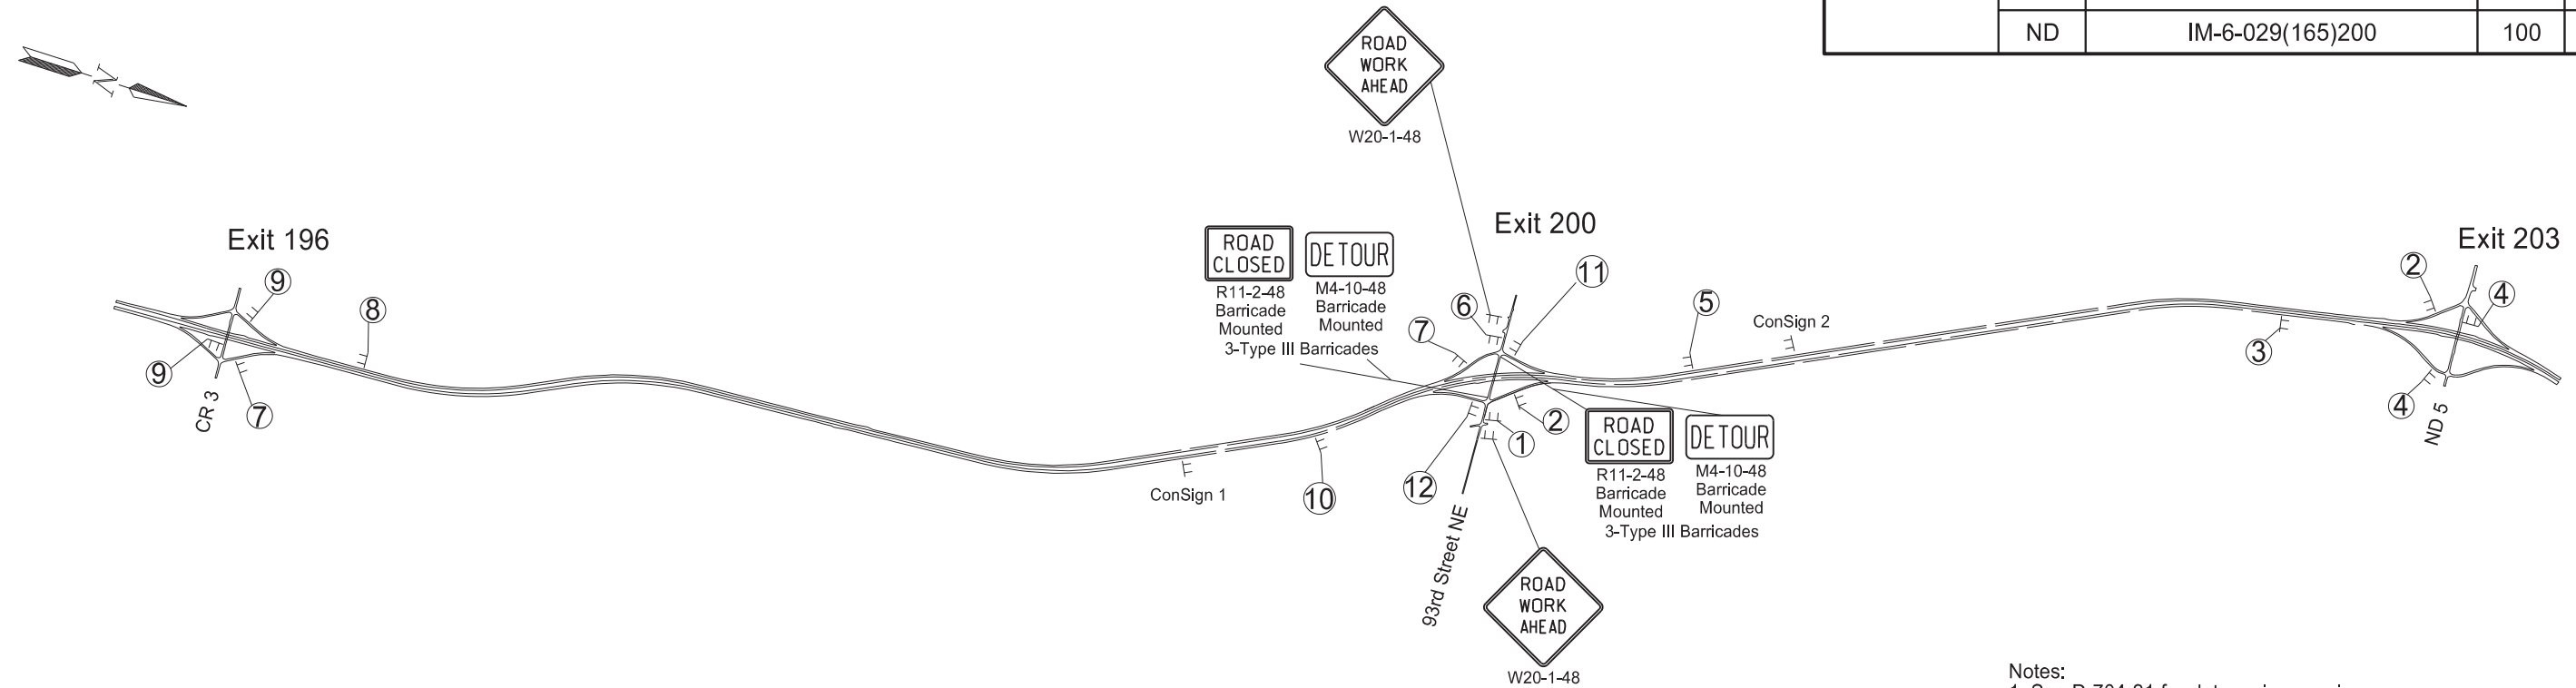 ND IM-6-029(165)200 100
N
ROAD
WORK
AHEAD
W20-1-48
Exit 196
Exit 200
Exit 203
ROAD
CLOSED
DETOUR
R11-2-48
Barricade
Mounted
M4-10-48
Barricade
Mounted
3-Type III Barricades
9
8
9
7
CR 3
7
6
11
5
ConSign 2
2
4
3
4
ND 5
ConSign 1
10
12
1
2
93rd Street NE
ROAD
CLOSED
DETOUR
R11-2-48
Barricade
Mounted
M4-10-48
Barricade
Mounted
3-Type III Barricades
ROAD
WORK
AHEAD
W20-1-48
Notes: